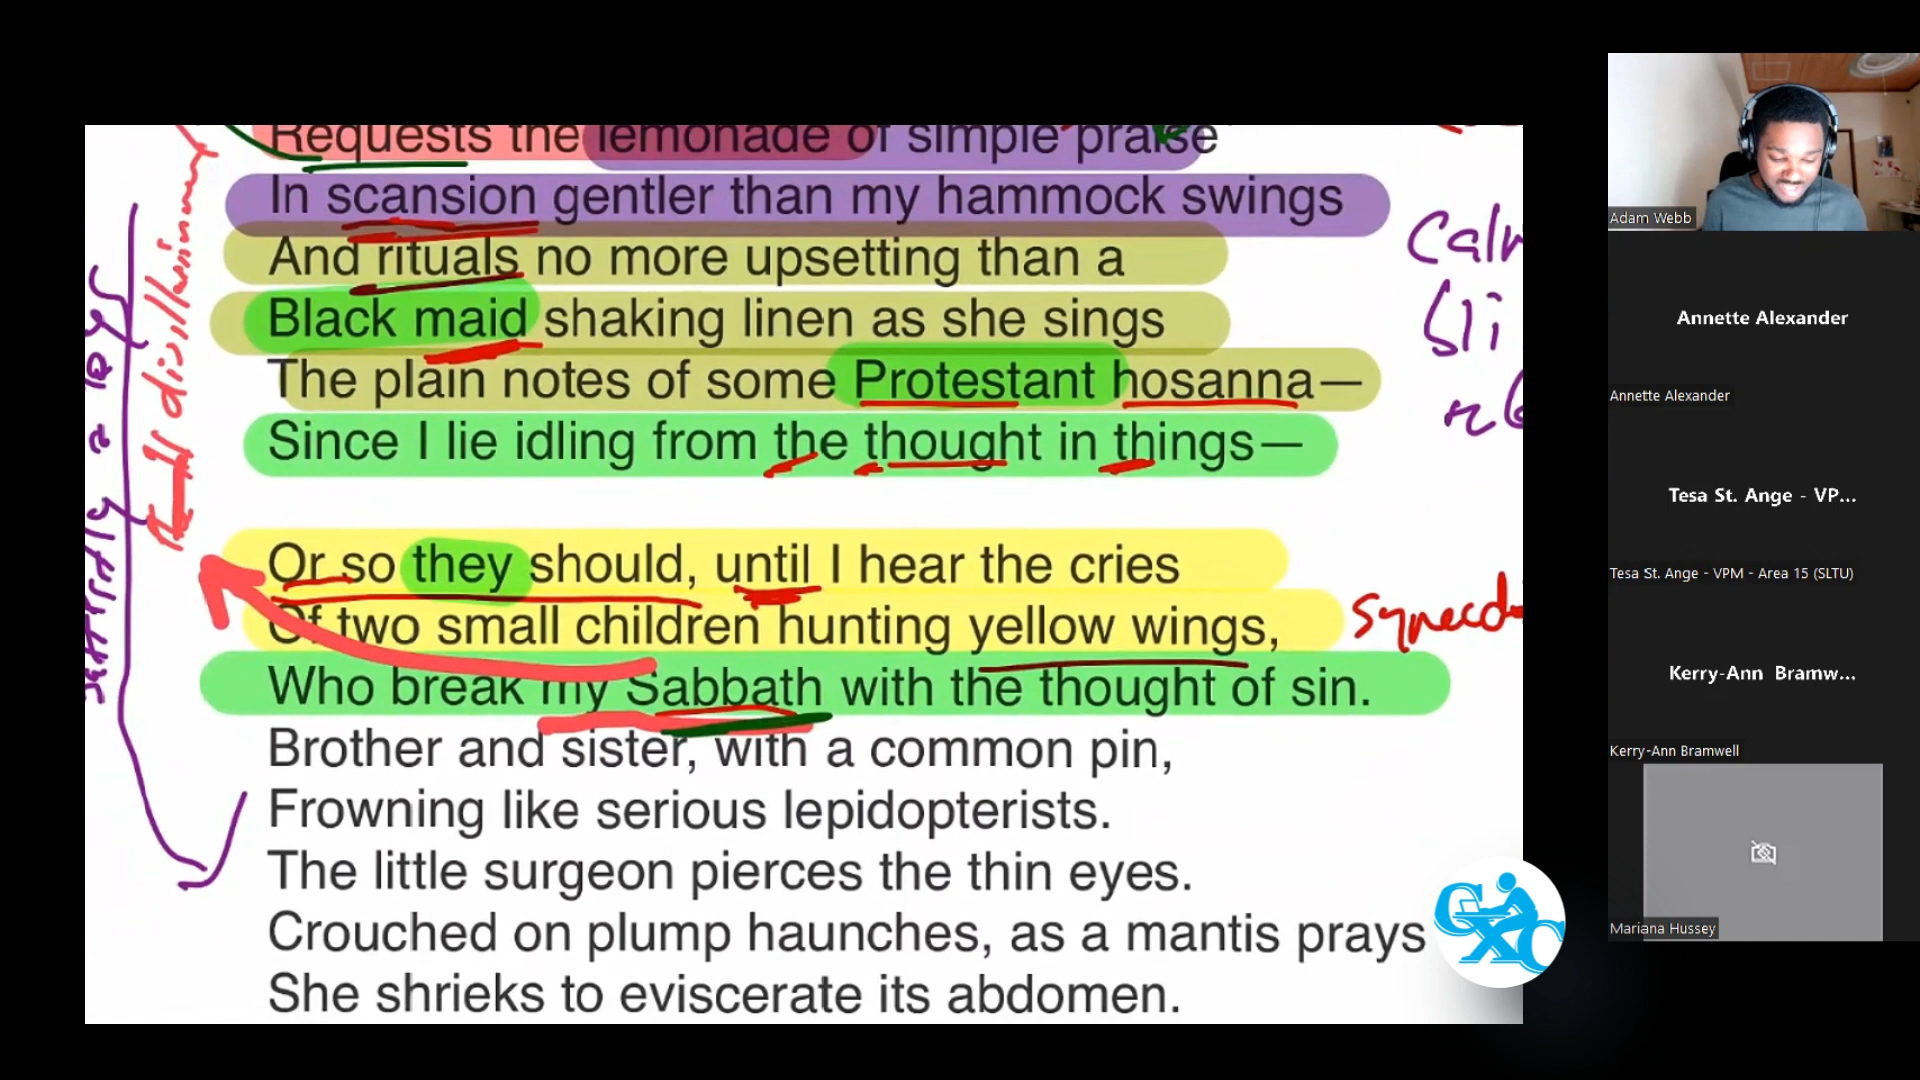 Requests the lemonade of simple praise
In scansion gentler than my hammock swings
And rituals no more upsetting than a
Black maid shaking linen as she sings
The plain notes of some Protestant hosanna—
Since I lie idling from the thought in things—
Or so they should, until I hear the cries
Of two small children hunting yellow wings,
Who break my Sabbath with the thought of sin.
Brother and sister, with a common pin,
Frowning like serious lepidopterists.
The little surgeon pierces the thin eyes.
Crouched on plump haunches, as a mantis prays
She shrieks to eviscerate its abdomen.
synecdo
CXC
Adam Webb
Annette Alexander
Annette Alexander
Tesa St. Ange - VP...
Tesa St. Ange - VPM - Area 15 (SLTU)
Kerry-Ann Bramw...
Kerry-Ann Bramwell
Mariana Hussey